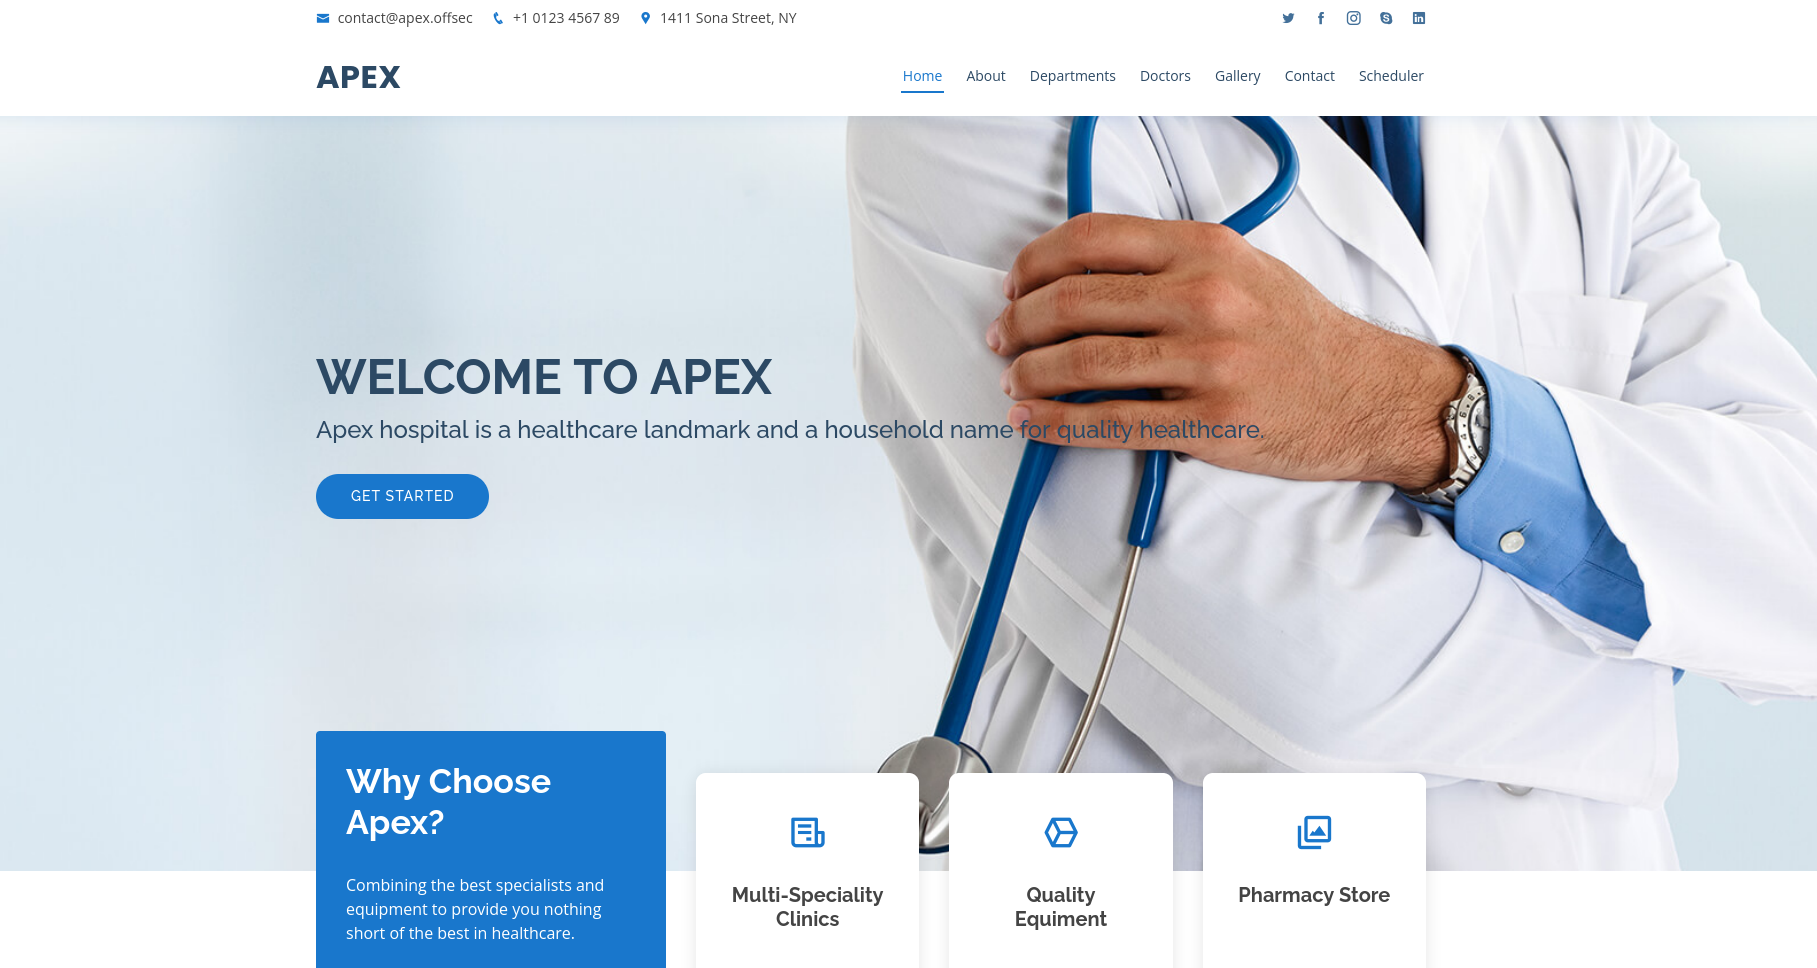 contact@apex.offsec +1 0123 4567 89 1411 Sona Street, NY
APEX
Home About Departments Doctors Gallery Contact Scheduler
WELCOME TO APEX
Apex hospital is a healthcare landmark and a household name for quality healthcare.
GET STARTED
Why Choose
Apex?
Combining the best specialists and
equipment to provide you nothing
short of the best in healthcare.
Multi-Speciality
Clinics
Quality
Equiment
Pharmacy Store